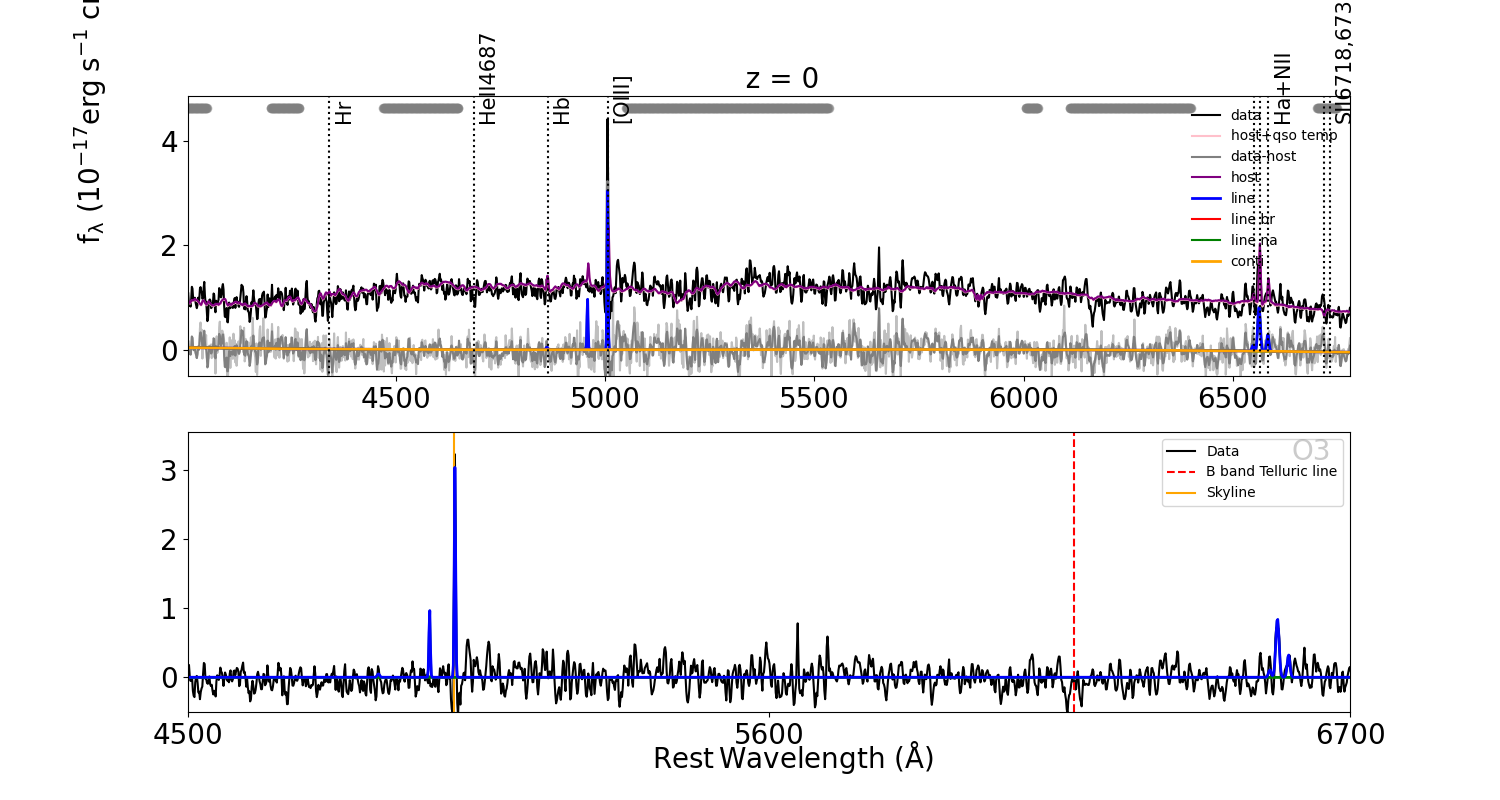 z = 0
f_λ (10^−17 erg s^−1
Hr
HeII4687
Hb
[OIII]
Ha+NII
SII6718,673
data
host+qso temp
data-host
host
line
line br
line na
cont
4
2
0
4500
5000
5500
6000
6500
O3
Data
B band Telluric line
Skyline
3
2
1
0
4500
5600
6700
Rest Wavelength (Å)